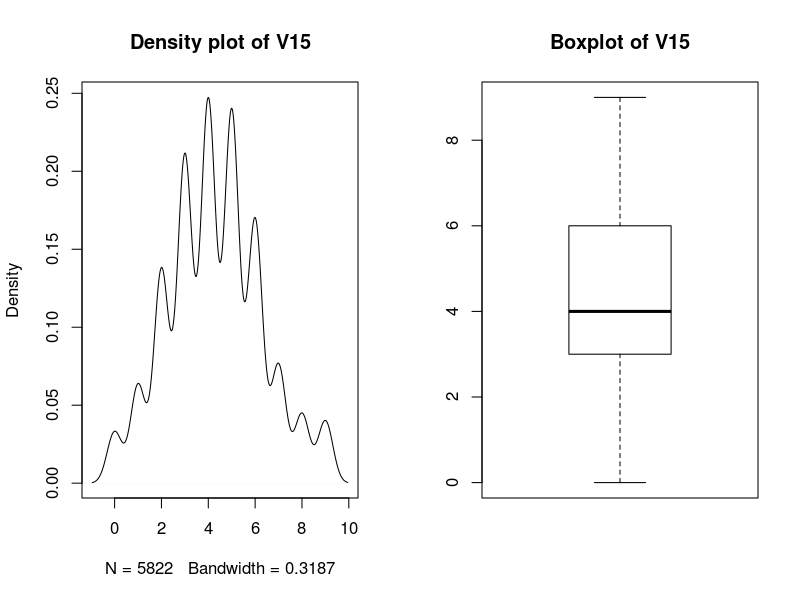 Density plot of V15
Density
0.00 0.05 0.10 0.15 0.20 0.25
0 2 4 6 8 10
N = 5822 Bandwidth = 0.3187
Boxplot of V15
0 2 4 6 8